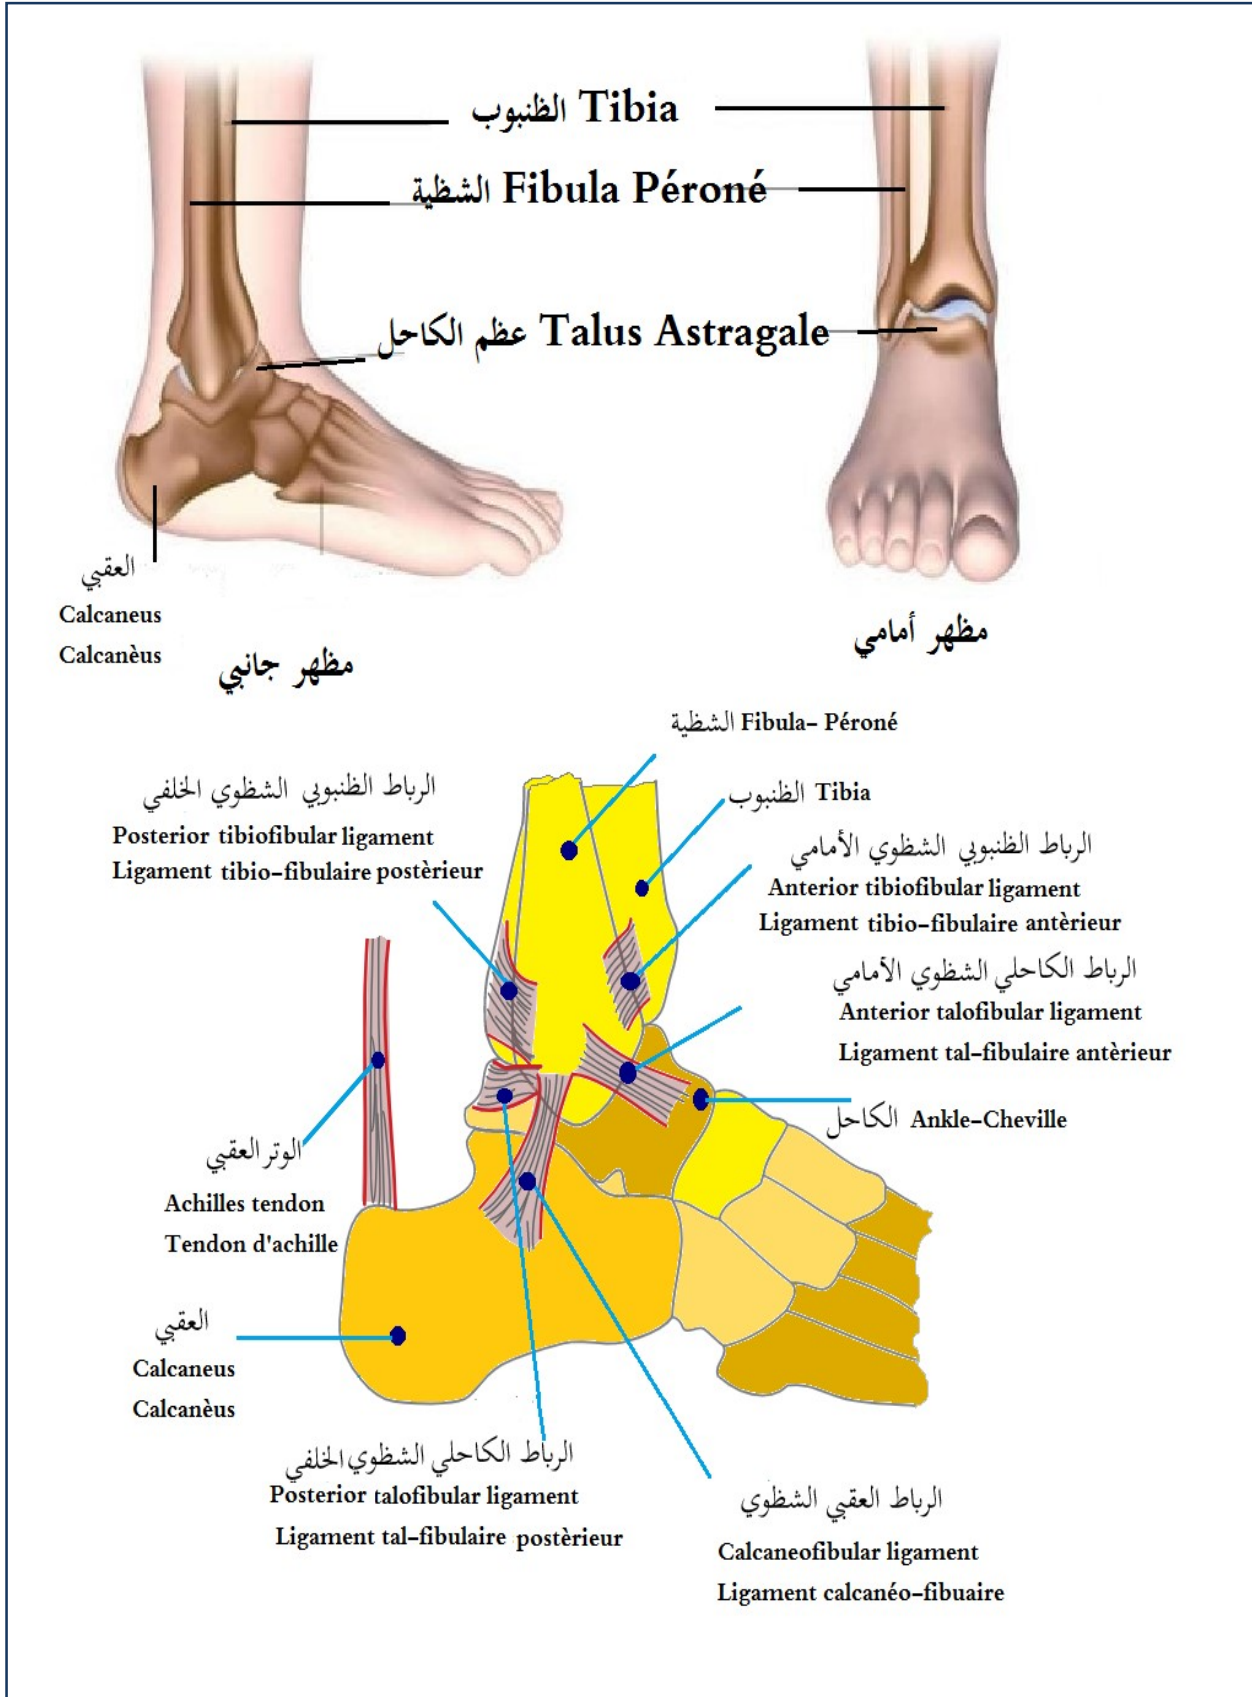 الظنبوب Tibia
الشظية Fibula Péroné
عظم الكاحل Talus Astragale
العقبي
Calcaneus
Calcanèus
مظهر جانبي
مظهر أمامي
الشظية Fibula- Péroné
الرباط الظنبوبي الشظوي الخلفي
Posterior tibiofibular ligament
Ligament tibio-fibulaire postèrieur
الظنبوب Tibia
الرباط الظنبوبي الشظوي الأمامي
Anterior tibiofibular ligament
Ligament tibio-fibulaire antèrieur
الرباط الكاحلي الشظوي الأمامي
Anterior talofibular ligament
Ligament tal-fibulaire antèrieur
الكاحل Ankle-Cheville
الوتر العقبي
Achilles tendon
Tendon d'achille
العقبي
Calcaneus
Calcanèus
الرباط الكاحلي الشظوي الخلفي
Posterior talofibular ligament
Ligament tal-fibulaire postèrieur
الرباط العقبي الشظوي
Calcaneofibular ligament
Ligament calcanéo-fibuaire